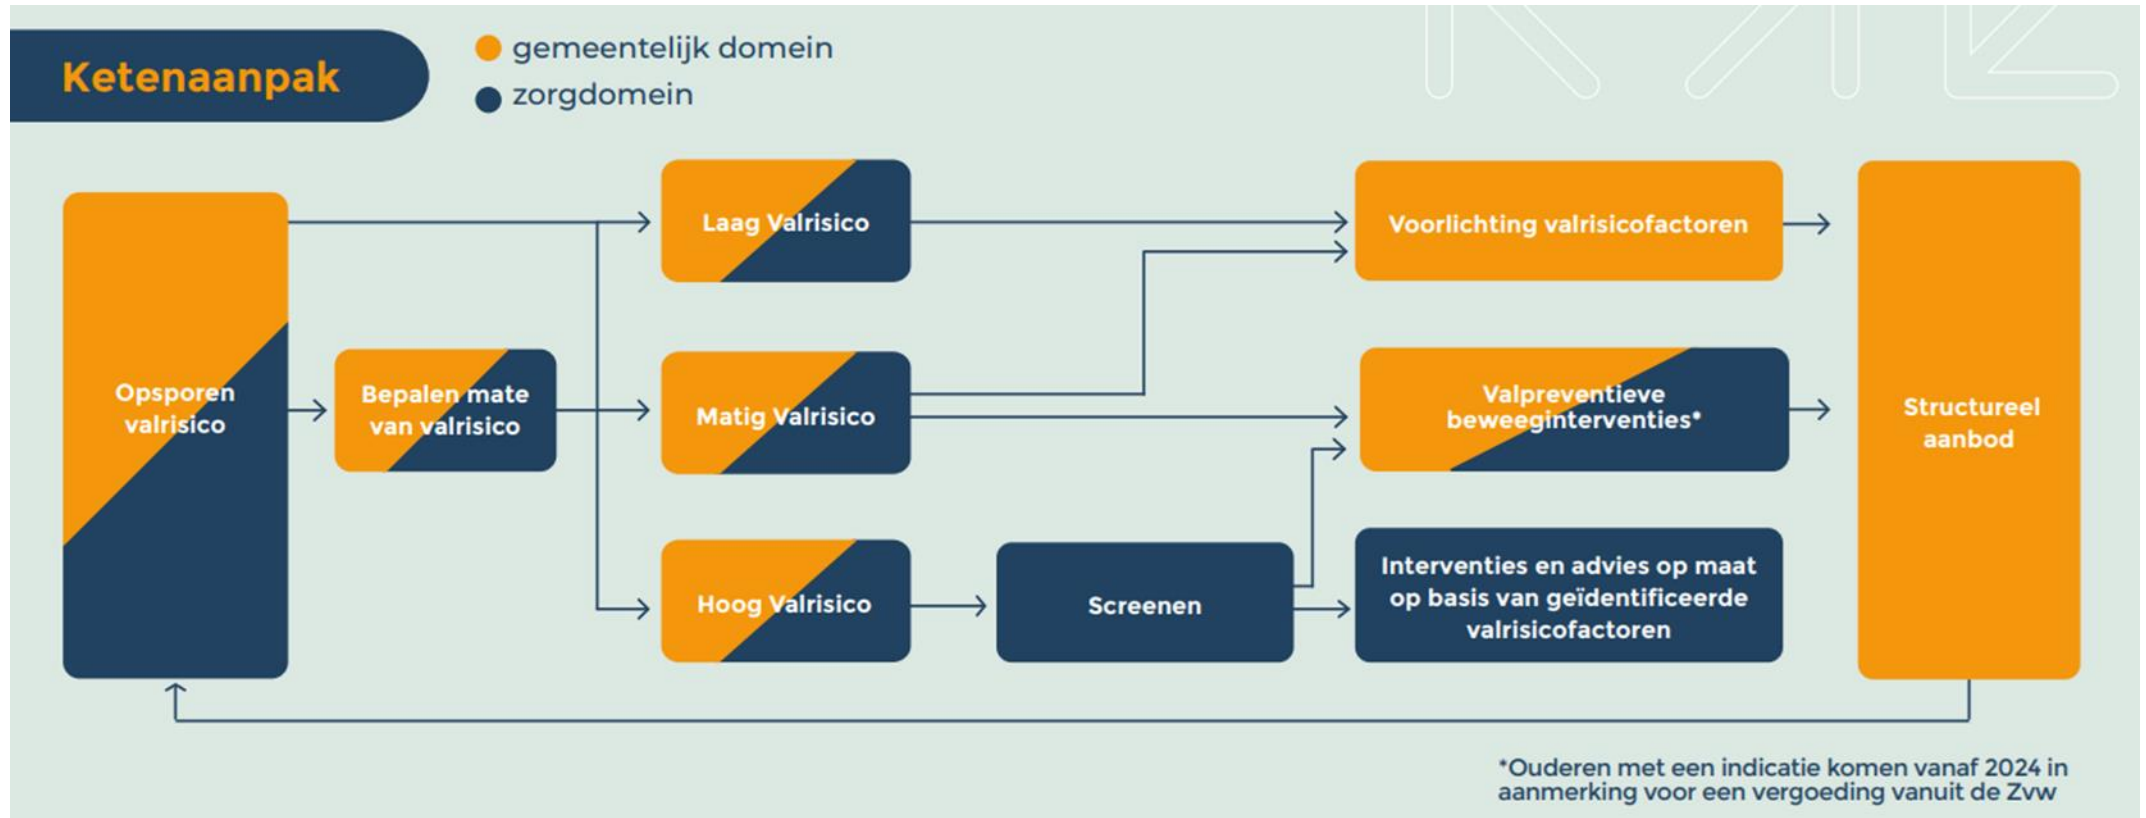 Ketenaanpak
gemeentelijk domein
zorgdomein
Opsporen
valrisico
Bepalen mate
van valrisico
Laag Valrisico
Matig Valrisico
Hoog Valrisico
Screenen
Voorlichting valrisicofactoren
Valpreventieve
beweeginterventies*
Interventies en advies op maat
op basis van geïdentificeerde
valrisicofactoren
Structureel
aanbod
*Ouderen met een indicatie komen vanaf 2024 in
aanmerking voor een vergoeding vanuit de Zvw